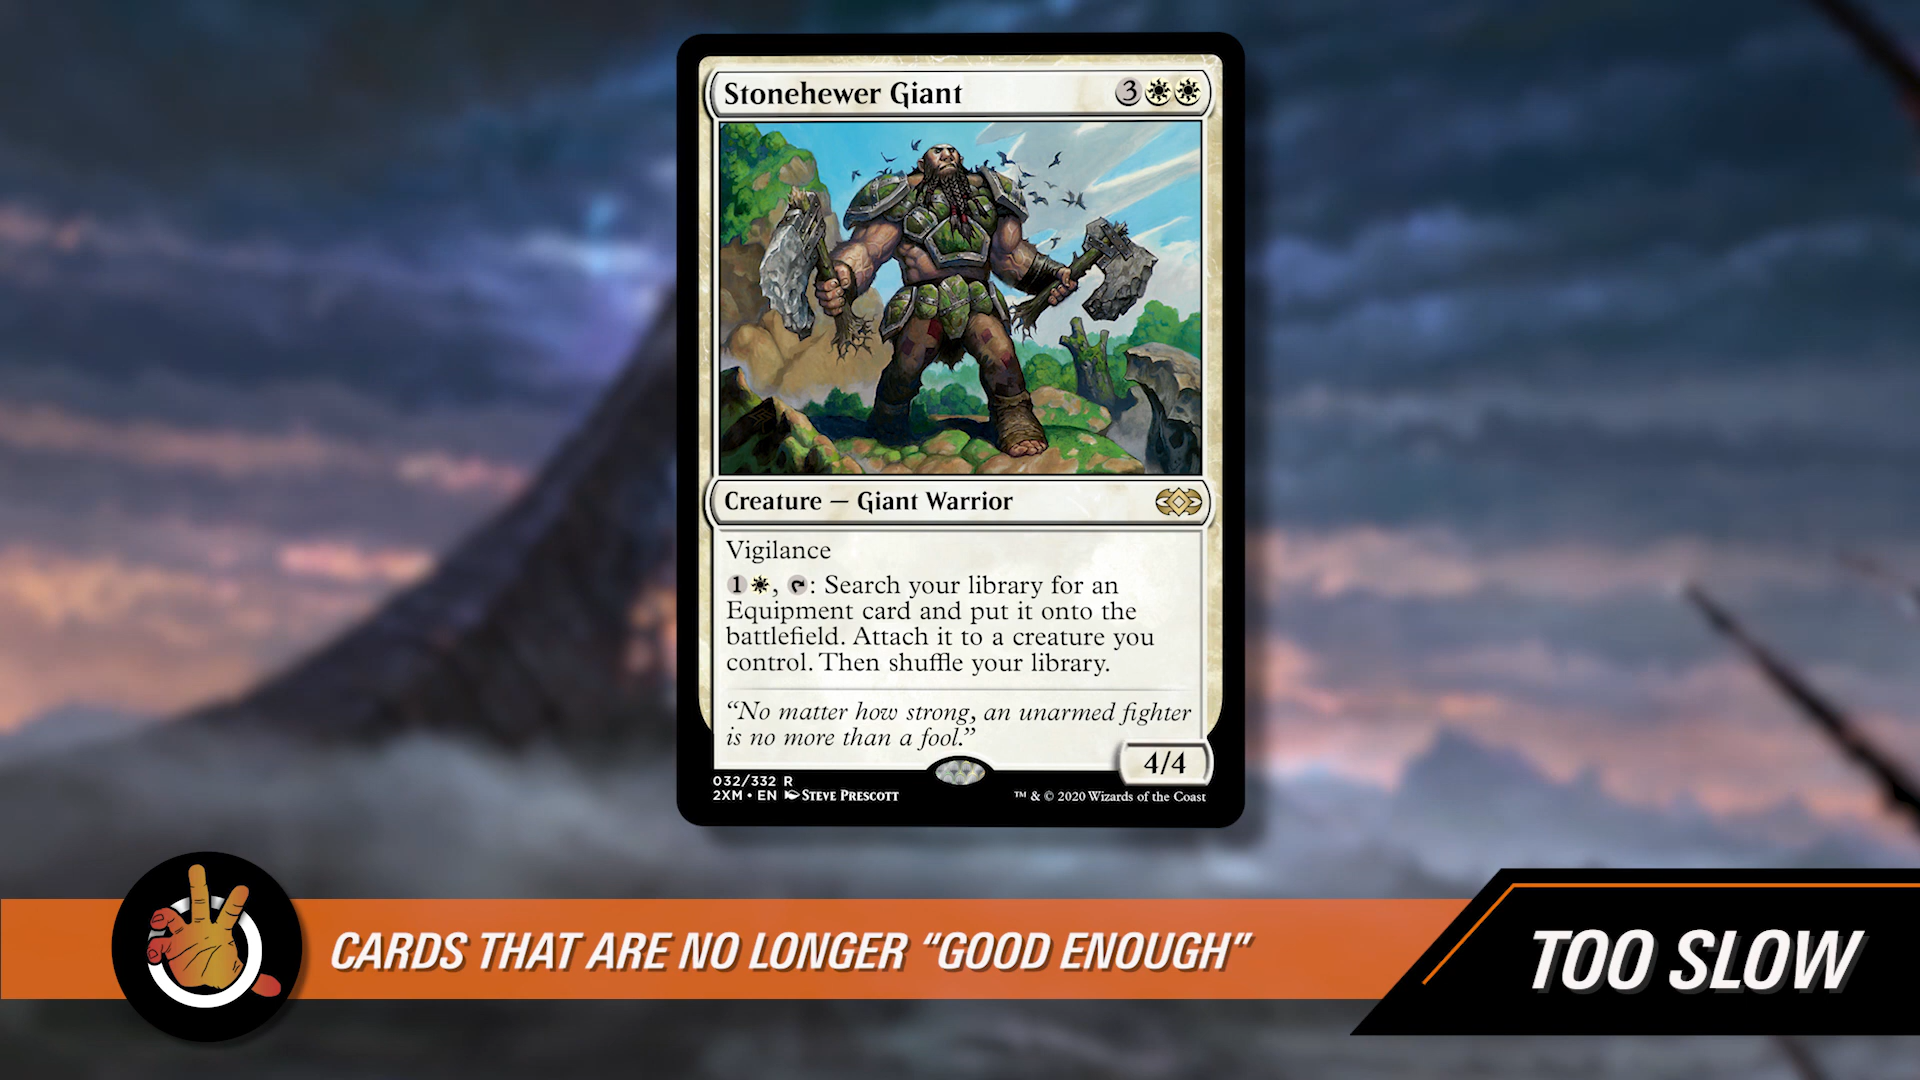 Stonehewer Giant 3
Creature — Giant Warrior
Vigilance
1, : Search your library for an
Equipment card and put it onto the
battlefield. Attach it to a creature you
control. Then shuffle your library.
“No matter how strong, an unarmed fighter
is no more than a fool.”
4/4
032/332 R
2XM • EN STEVE PRESCOTT
™ & © 2020 Wizards of the Coast
CARDS THAT ARE NO LONGER “GOOD ENOUGH”
TOO SLOW